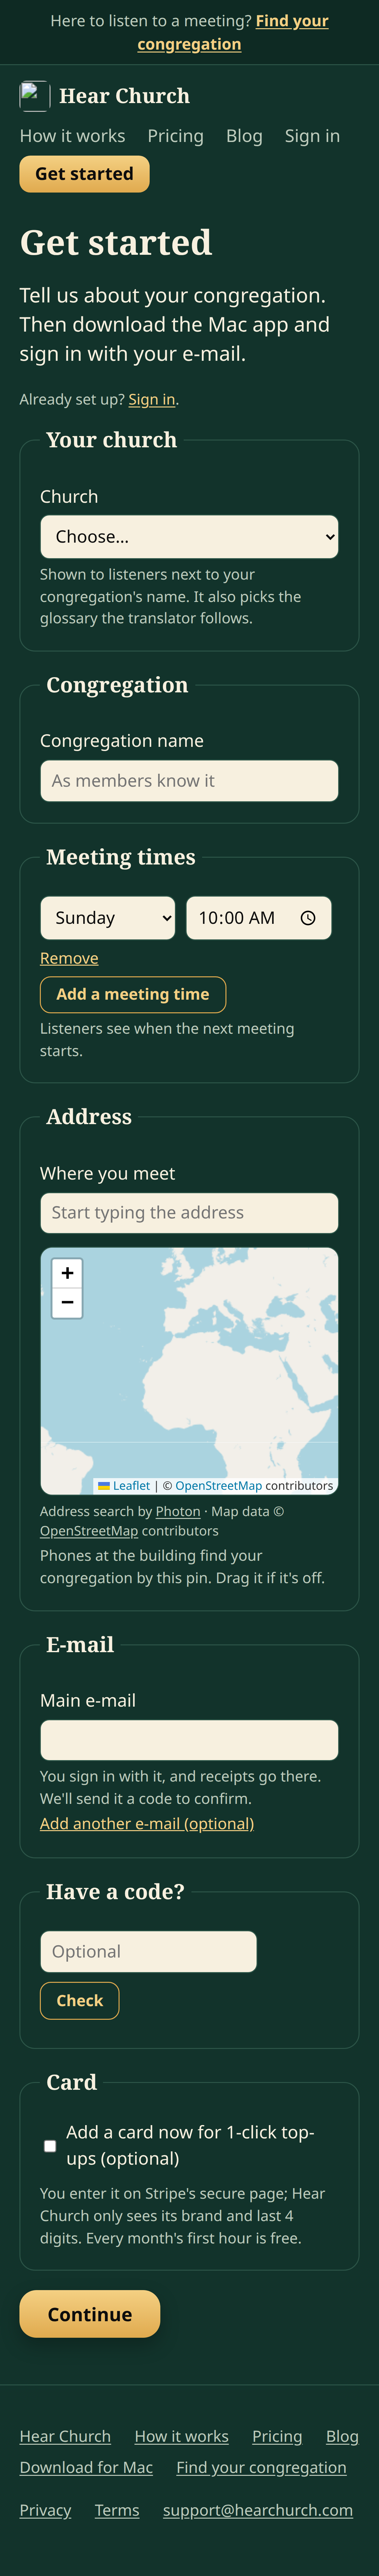 Here to listen to a meeting? Find your
congregation
Hear Church
How it works Pricing Blog Sign in
Get started
Get started
Tell us about your congregation.
Then download the Mac app and
sign in with your e-mail.
Already set up? Sign in.
Your church
Church
Choose...
Shown to listeners next to your
congregation's name. It also picks the
glossary the translator follows.
Congregation
Congregation name
As members know it
Meeting times
Sunday 10:00 AM
Remove
Add a meeting time
Listeners see when the next meeting
starts.
Address
Where you meet
Start typing the address
+
−
Leaflet | © OpenStreetMap contributors
Address search by Photon · Map data ©
OpenStreetMap contributors
Phones at the building find your
congregation by this pin. Drag it if it's off.
E-mail
Main e-mail
You sign in with it, and receipts go there.
We'll send it a code to confirm.
Add another e-mail (optional)
Have a code?
Optional
Check
Card
Add a card now for 1-click top-
ups (optional)
You enter it on Stripe's secure page; Hear
Church only sees its brand and last 4
digits. Every month's first hour is free.
Continue
Hear Church How it works Pricing Blog
Download for Mac Find your congregation
Privacy Terms support@hearchurch.com